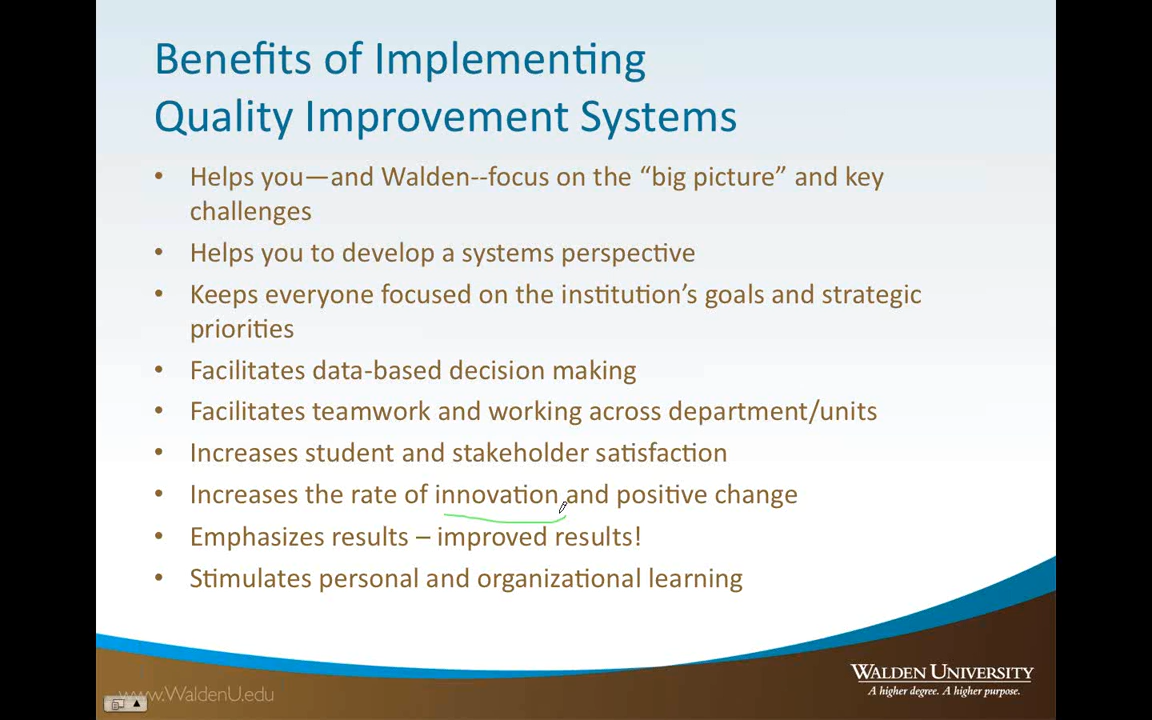 Benefits of Implementing
Quality Improvement Systems
• Helps you—and Walden--focus on the “big picture” and key
challenges
• Helps you to develop a systems perspective
• Keeps everyone focused on the institution’s goals and strategic
priorities
• Facilitates data-based decision making
• Facilitates teamwork and working across department/units
• Increases student and stakeholder satisfaction
• Increases the rate of innovation and positive change
• Emphasizes results – improved results!
• Stimulates personal and organizational learning
www.WaldenU.edu
WALDEN UNIVERSITY
A higher degree. A higher purpose.